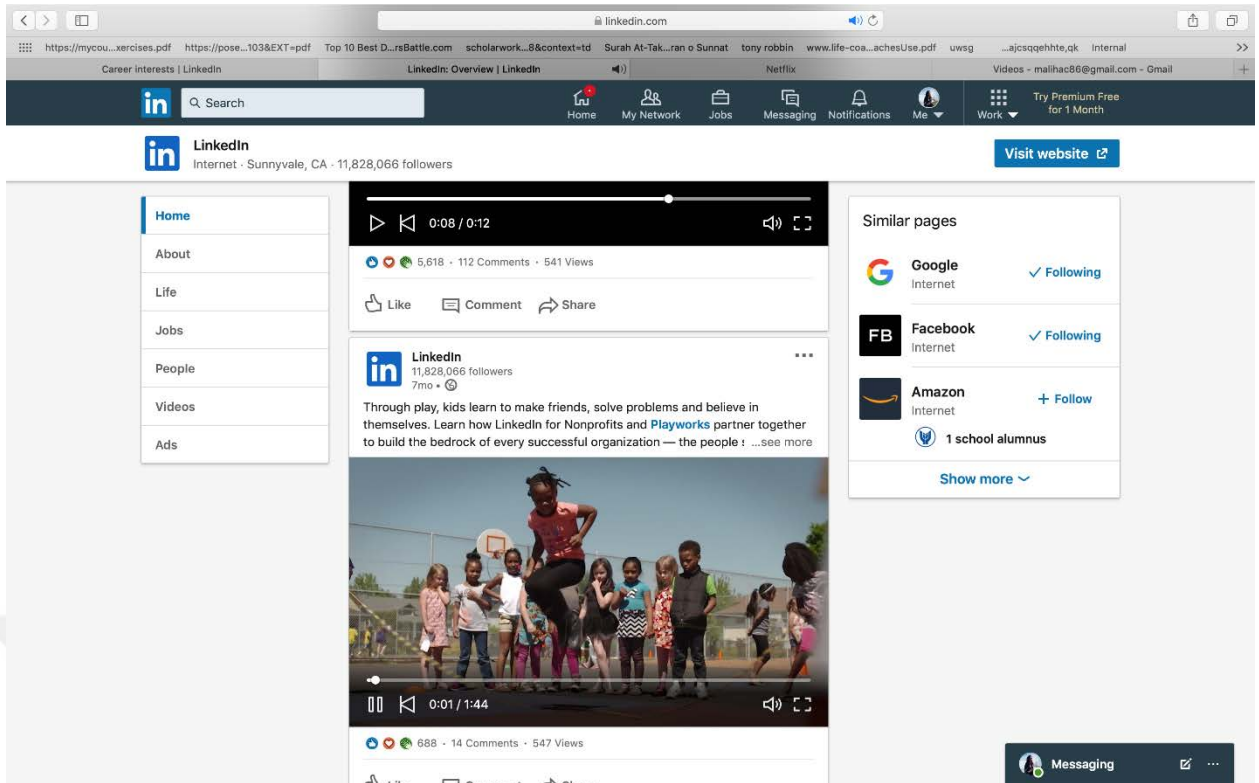 linkedin.com
https://mycou...xercises.pdf https://pose...103&EXT=pdf Top 10 Best D...rsBattle.com scholarwork...8&context=td Surah At-Tak...ran o Sunnat tony robbin www.life-coa...achesUse.pdf uwsg ...ajcsqqehhte,qk Internal >>
Career interests | LinkedIn LinkedIn: Overview | LinkedIn Netflix Videos - malihac86@gmail.com - Gmail +
in Search Home My Network Jobs Messaging Notifications Me Work Try Premium Free
for 1 Month
in LinkedIn
Internet · Sunnyvale, CA · 11,828,066 followers
Visit website
Home
About
Life
Jobs
People
Videos
Ads
0:08 / 0:12
5,618 · 112 Comments · 541 Views
Like Comment Share
in LinkedIn
11,828,066 followers
7mo •
Through play, kids learn to make friends, solve problems and believe in
themselves. Learn how LinkedIn for Nonprofits and Playworks partner together
to build the bedrock of every successful organization — the people ...see more
0:01 / 1:44
688 · 14 Comments · 547 Views
Like Comment Share
Similar pages
G Google Following
Internet
FB Facebook Following
Internet
Amazon + Follow
Internet
1 school alumnus
Show more
Messaging ...